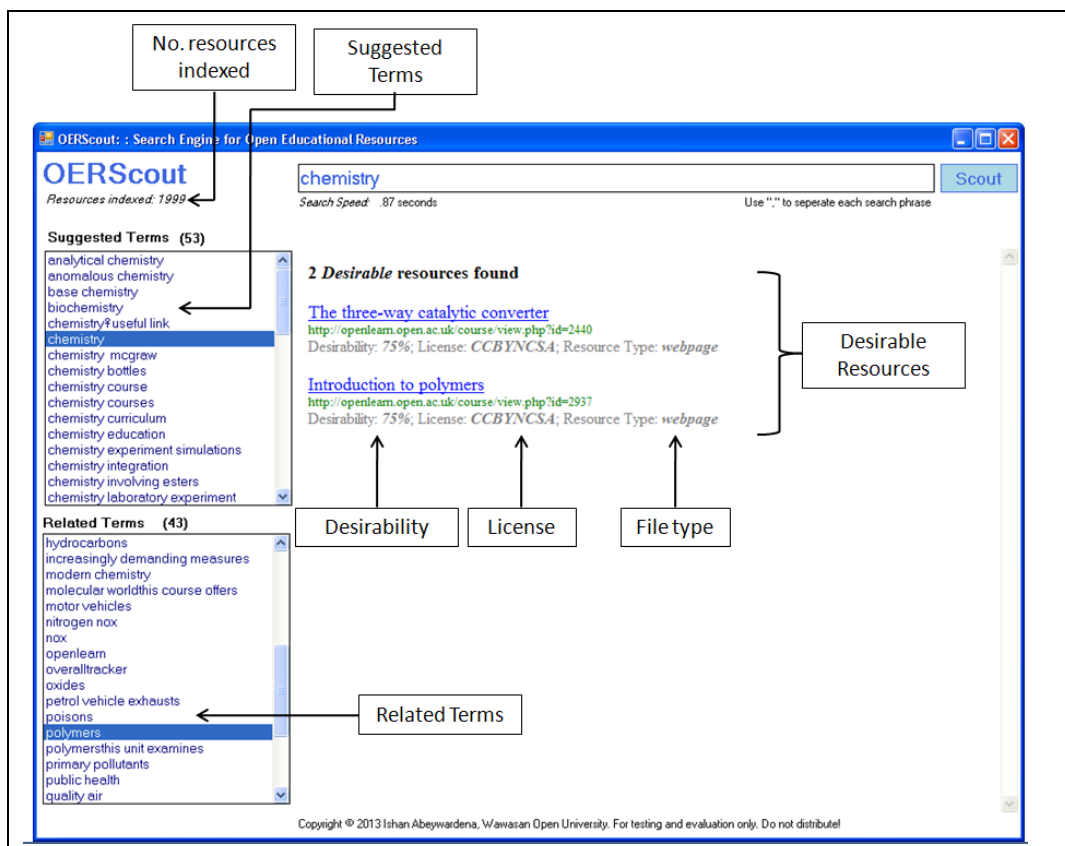 No. resources
indexed
Suggested
Terms
OERScout: : Search Engine for Open Educational Resources
OERScout
Resources indexed: 1999
chemistry
Scout
Search Speed: .87 seconds
Use "," to seperate each search phrase
Suggested Terms (53)
analytical chemistry
anomalous chemistry
base chemistry
biochemistry
chemistry‽useful link
chemistry
chemistry mcgraw
chemistry bottles
chemistry course
chemistry courses
chemistry curriculum
chemistry education
chemistry experiment simulations
chemistry integration
chemistry involving esters
chemistry laboratory experiment
2 Desirable resources found
The three-way catalytic converter
http://openlearn.open.ac.uk/course/view.php?id=2440
Desirability: 75%; License: CCBYNCSA; Resource Type: webpage
Introduction to polymers
http://openlearn.open.ac.uk/course/view.php?id=2937
Desirability: 75%; License: CCBYNCSA; Resource Type: webpage
Desirable
Resources
Desirability
License
File type
Related Terms (43)
hydrocarbons
increasingly demanding measures
modern chemistry
molecular worldthis course offers
motor vehicles
nitrogen nox
nox
openlearn
overalltracker
oxides
petrol vehicle exhausts
poisons
polymers
polymersthis unit examines
primary pollutants
public health
quality air
Related Terms
Copyright © 2013 Ishan Abeywardena, Wawasan Open University. For testing and evaluation only. Do not distribute!